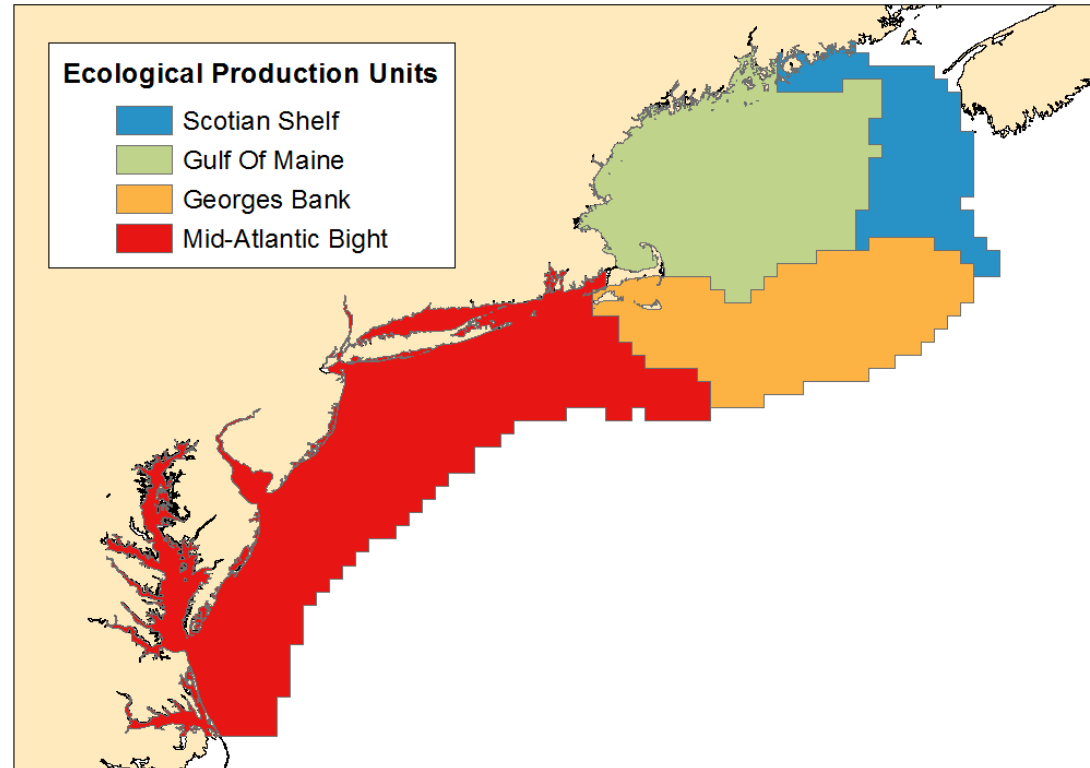 Ecological Production Units
Scotian Shelf
Gulf Of Maine
Georges Bank
Mid-Atlantic Bight